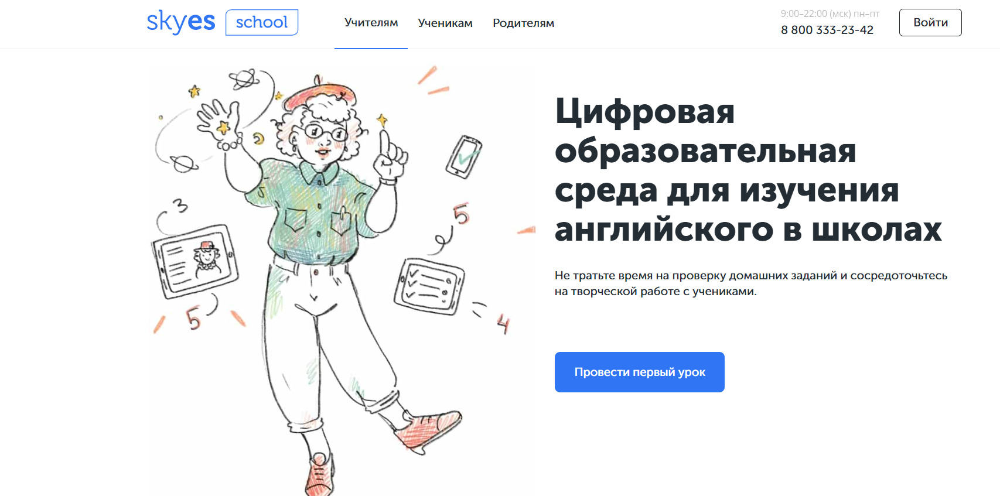 skyes school
Учителям
Ученикам
Родителям
9:00–22:00 (мск) пн–пт
8 800 333-23-42
Войти
Цифровая
образовательная
среда для изучения
английского в школах
Не тратьте время на проверку домашних заданий и сосредоточьтесь
на творческой работе с учениками.
Провести первый урок
3
5
5
4